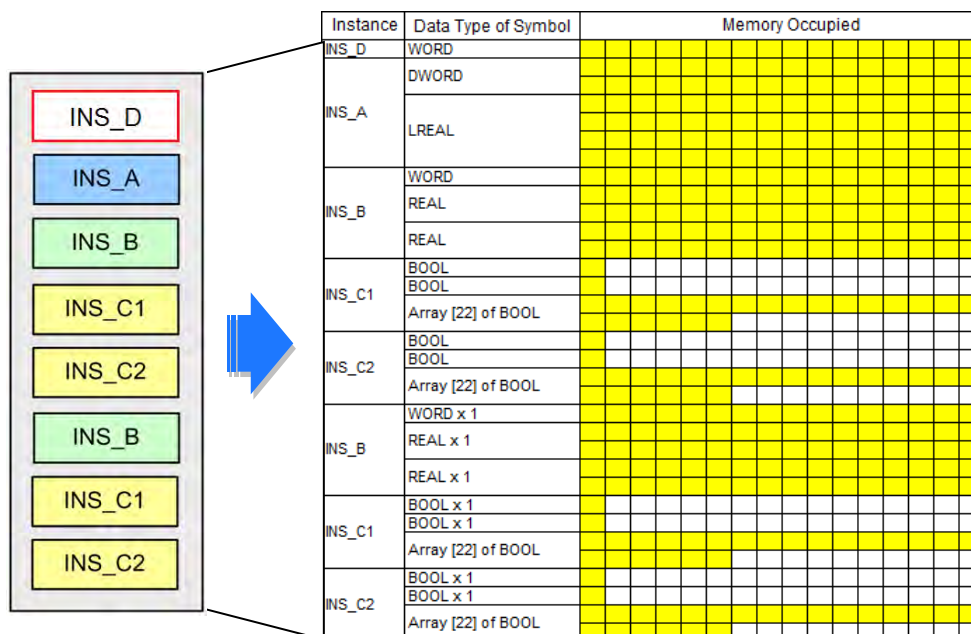 INS_D
INS_A
INS_B
INS_C1
INS_C2
INS_B
INS_C1
INS_C2
Instance Data Type of Symbol Memory Occupied
INS_D WORD
INS_A DWORD
LREAL
INS_B WORD
REAL
REAL
INS_C1 BOOL
BOOL
Array [22] of BOOL
INS_C2 BOOL
BOOL
Array [22] of BOOL
INS_B WORD x 1
REAL x 1
REAL x 1
INS_C1 BOOL x 1
BOOL x 1
Array [22] of BOOL
INS_C2 BOOL x 1
BOOL x 1
Array [22] of BOOL